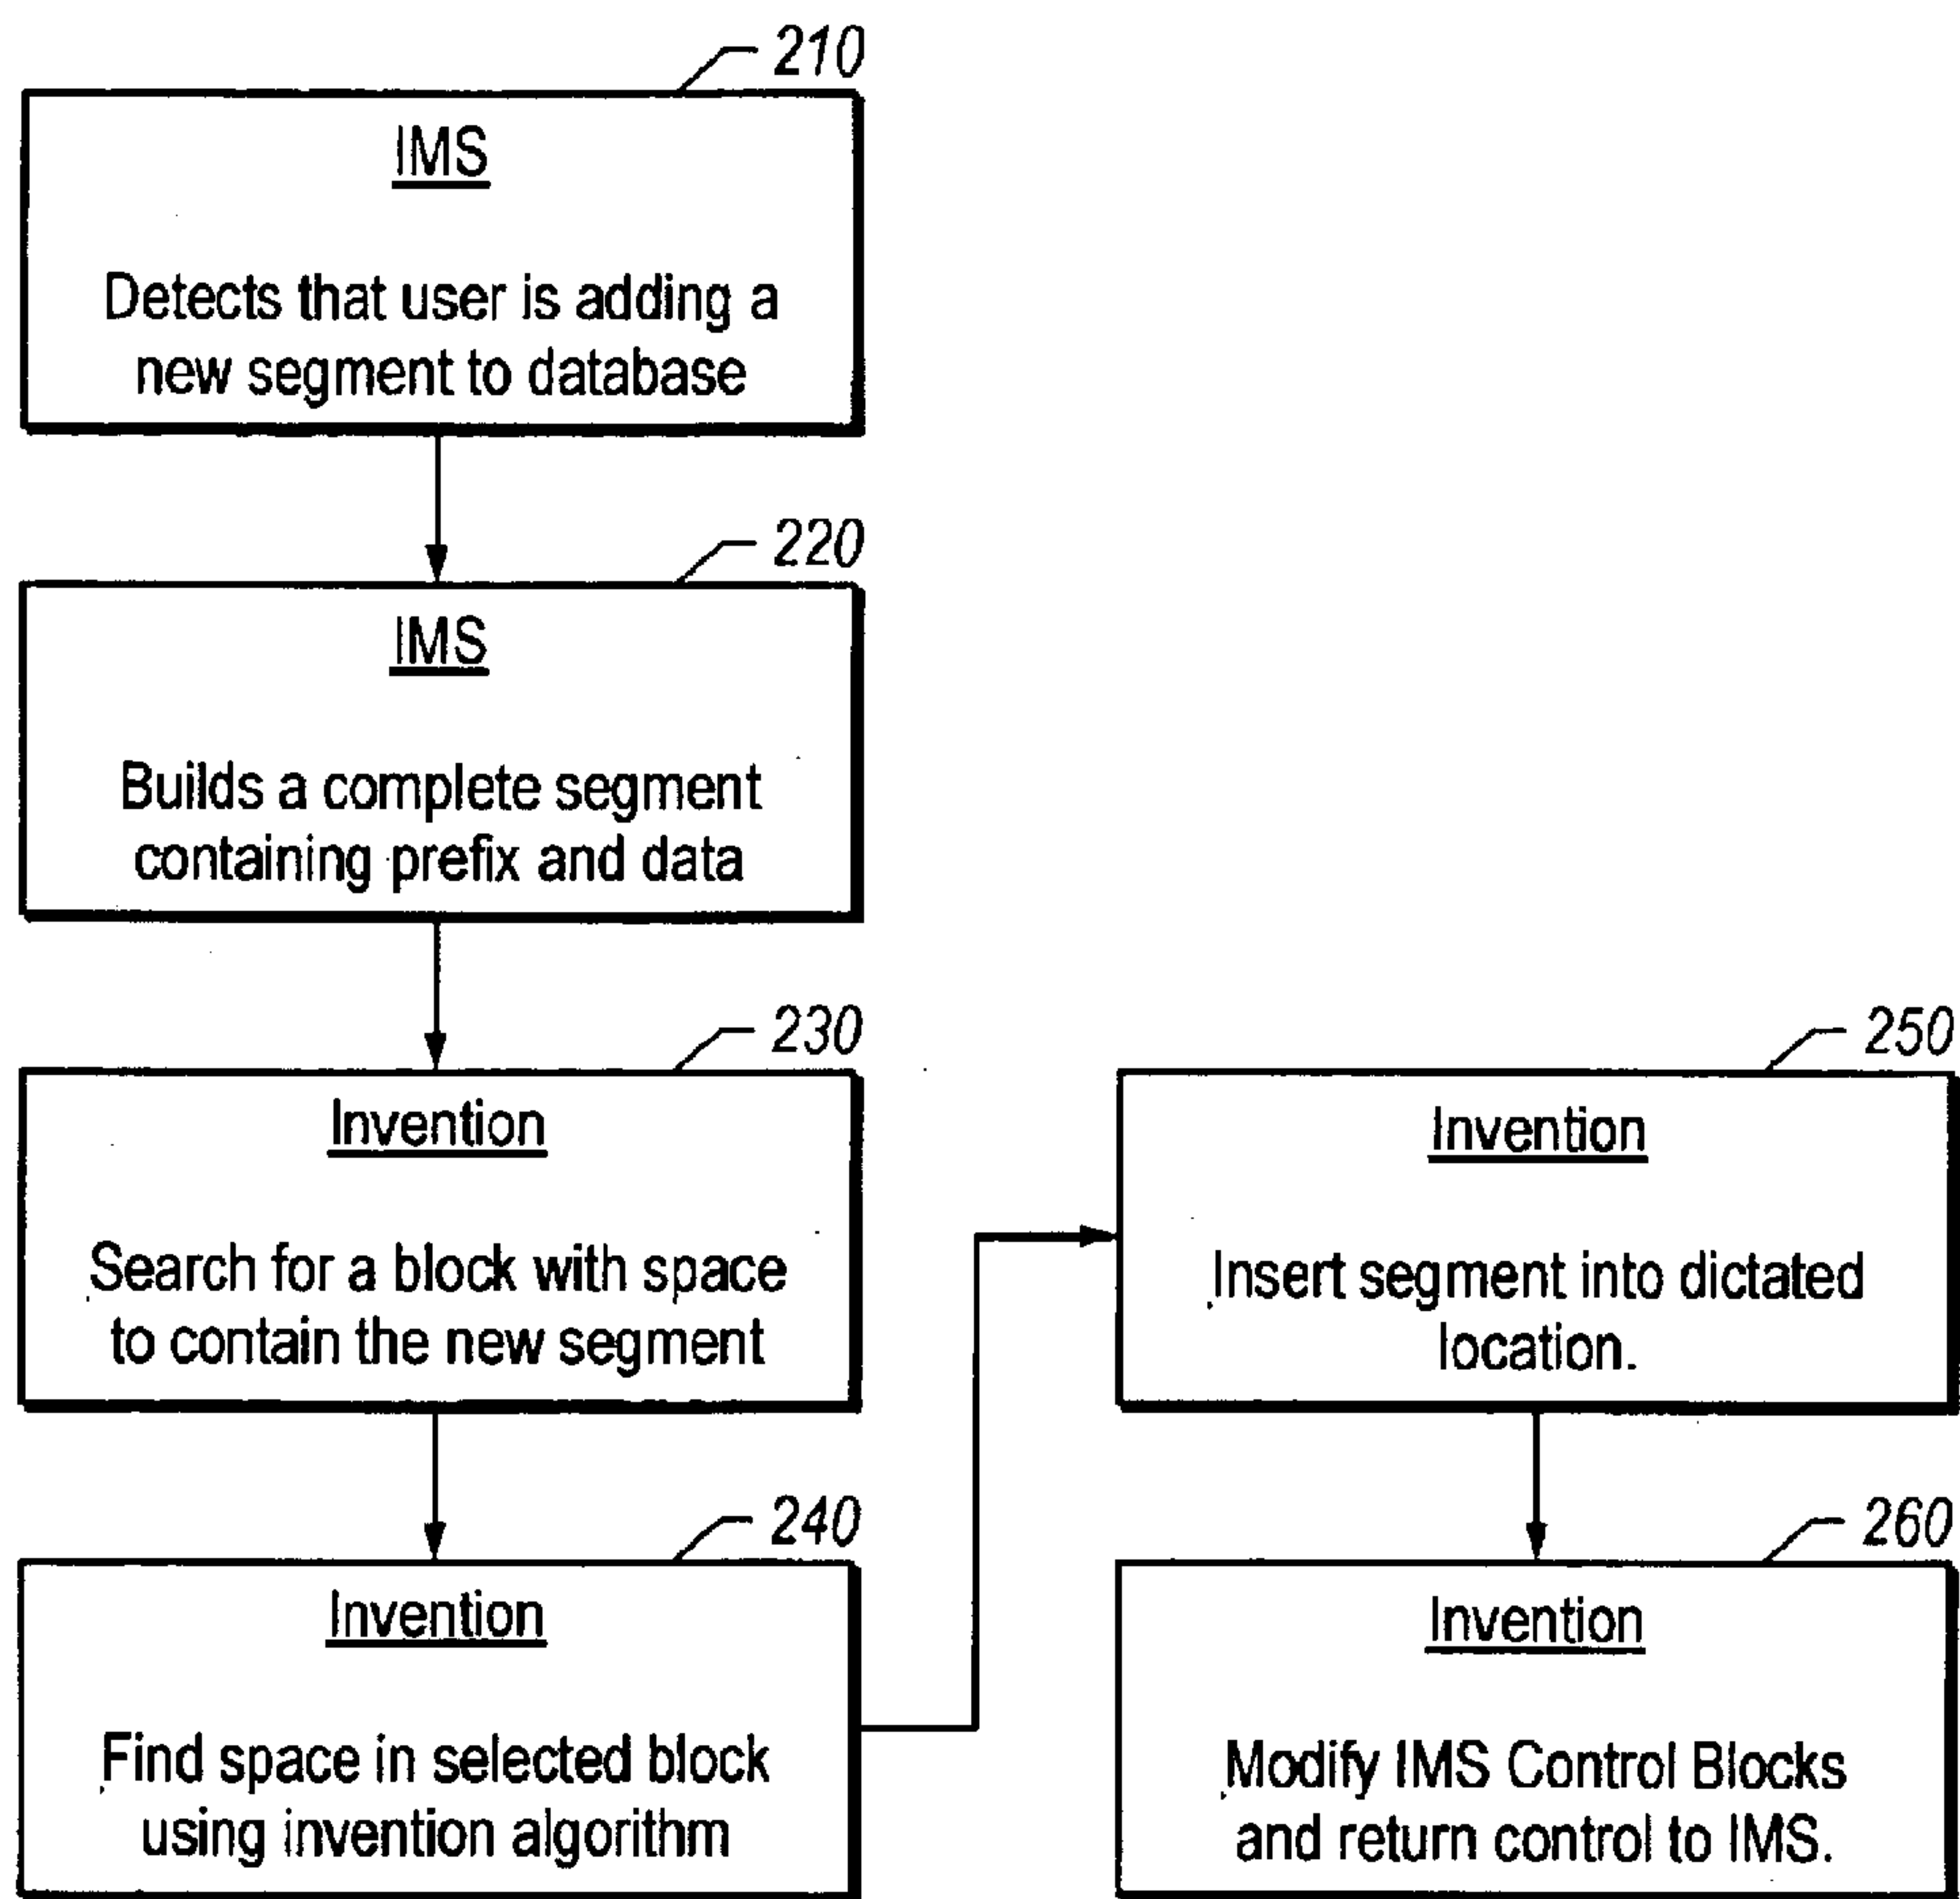 210
IMS
Detects that user is adding a
new segment to database
220
IMS
Builds a complete segment
containing prefix and data
230
Invention
Search for a block with space
to contain the new segment
240
Invention
Find space in selected block
using invention algorithm
250
Invention
Insert segment into dictated
location.
260
Invention
Modify IMS Control Blocks
and return control to IMS.